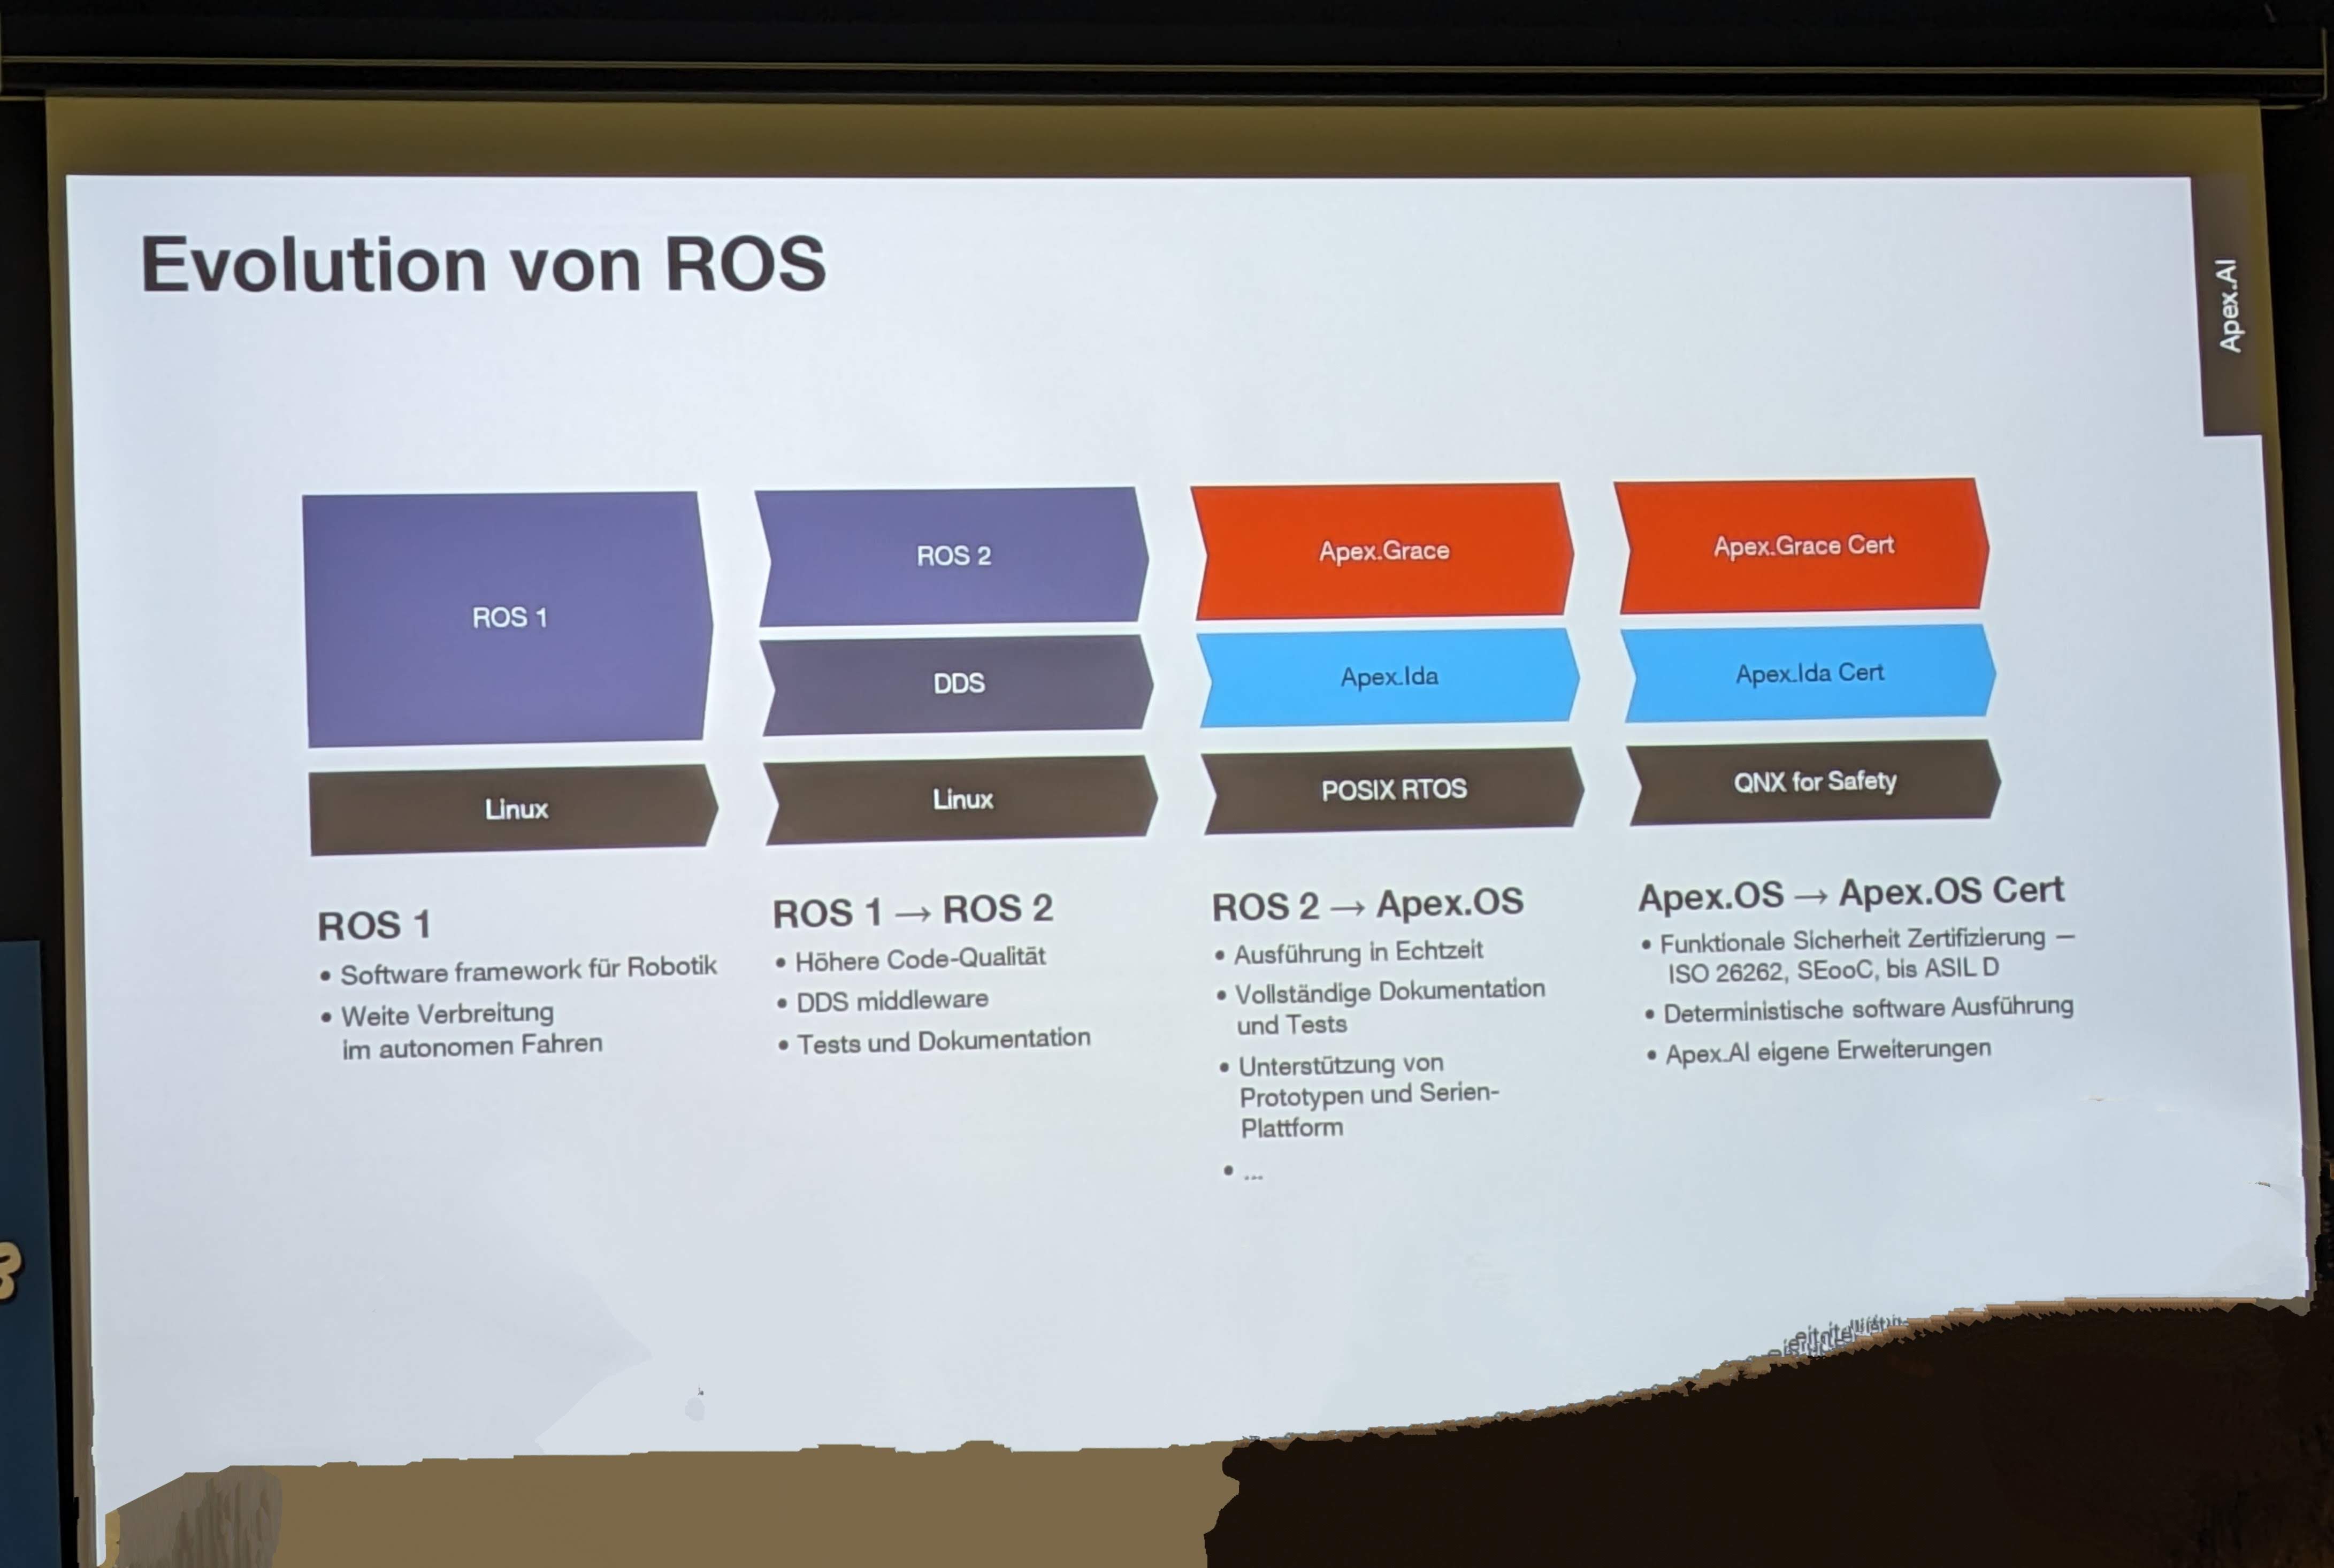 Evolution von ROS
Apex.AI
ROS 1
ROS 2
Apex.Grace
Apex.Grace Cert
DDS
Apex.Ida
Apex.Ida Cert
Linux
Linux
POSIX RTOS
QNX for Safety
ROS 1
• Software framework für Robotik
• Weite Verbreitung
im autonomen Fahren
ROS 1 → ROS 2
• Höhere Code-Qualität
• DDS middleware
• Tests und Dokumentation
ROS 2 → Apex.OS
• Ausführung in Echtzeit
• Vollständige Dokumentation
und Tests
• Unterstützung von
Prototypen und Serien-
Plattform
• ...
Apex.OS → Apex.OS Cert
• Funktionale Sicherheit Zertifizierung —
ISO 26262, SEooC, bis ASIL D
• Deterministische software Ausführung
• Apex.AI eigene Erweiterungen